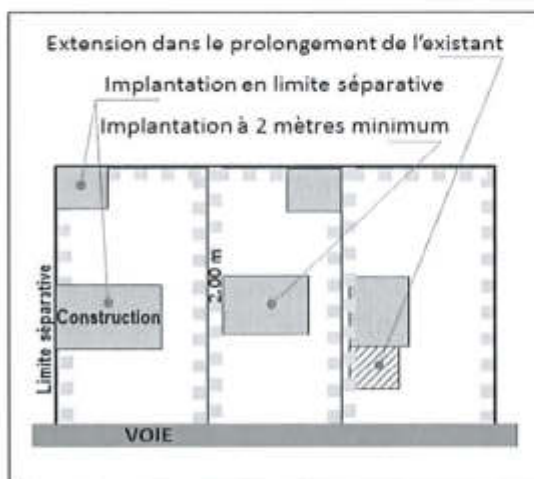 Extension dans le prolongement de l'existant
Implantation en limite séparative
Implantation à 2 mètres minimum
Limite séparative
Construction
2,00 m
VOIE